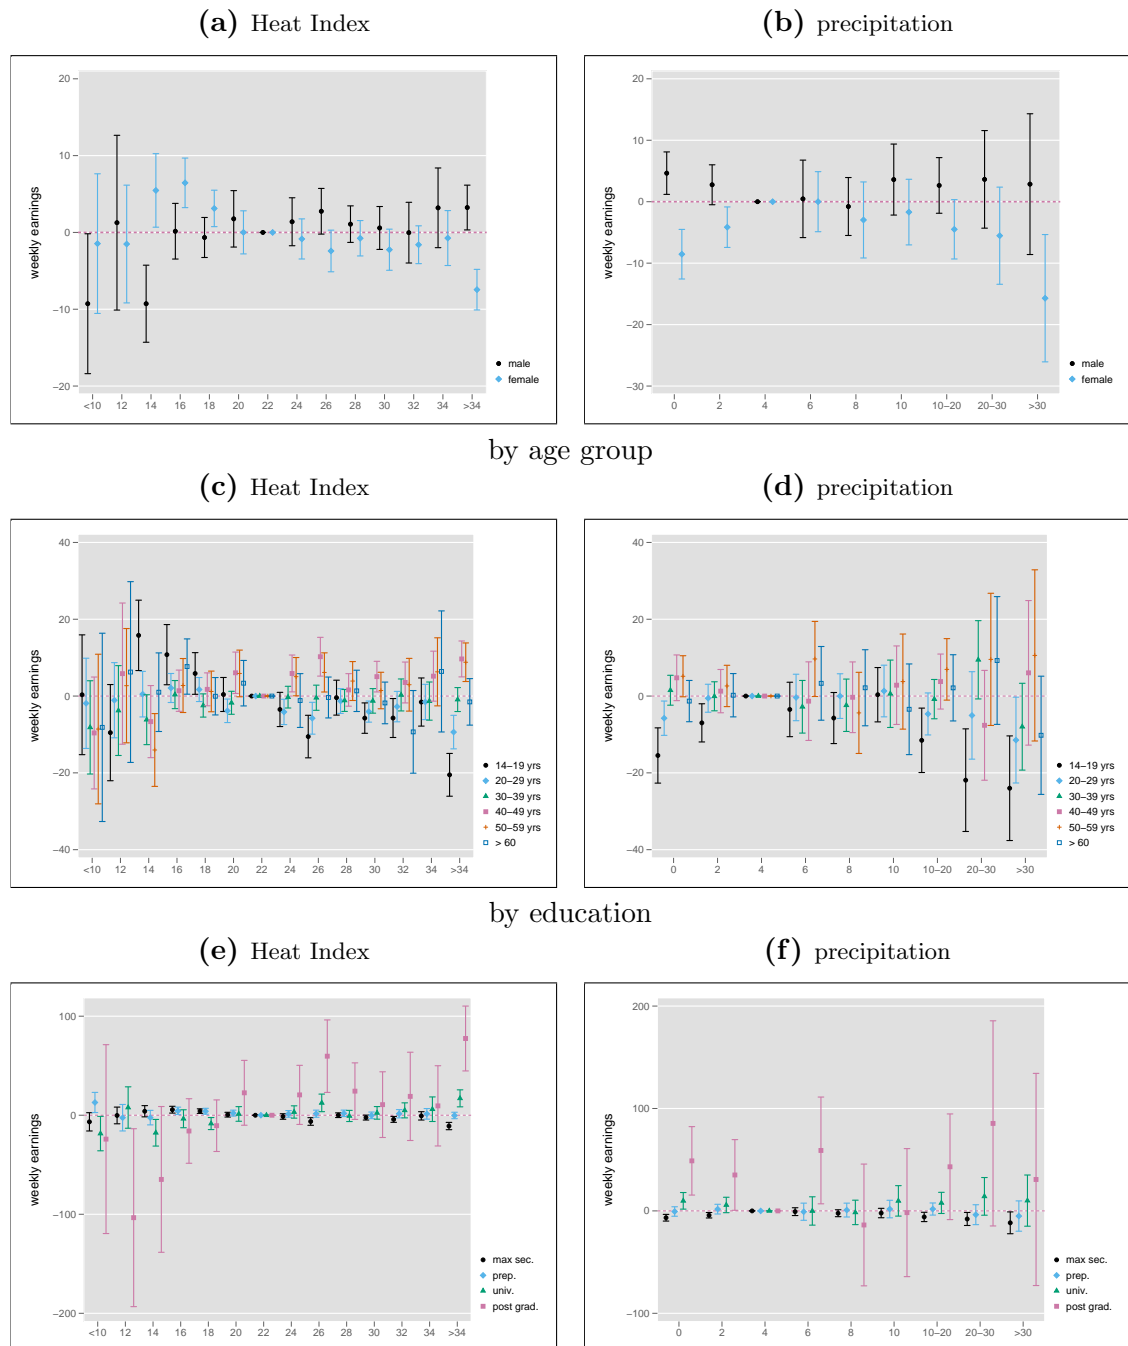 (a) Heat Index
(b) precipitation
weekly earnings
20
10
0
−10
−20
<10 12 14 16 18 20 22 24 26 28 30 32 34 >34
male
female
weekly earnings
20
10
0
−10
−20
−30
0 2 4 6 8 10 10−20 20−30 >30
male
female
by age group
(c) Heat Index
(d) precipitation
weekly earnings
40
20
0
−20
−40
<10 12 14 16 18 20 22 24 26 28 30 32 34 >34
14−19 yrs
20−29 yrs
30−39 yrs
40−49 yrs
50−59 yrs
> 60
weekly earnings
40
20
0
−20
−40
0 2 4 6 8 10 10−20 20−30 >30
14−19 yrs
20−29 yrs
30−39 yrs
40−49 yrs
50−59 yrs
> 60
by education
(e) Heat Index
(f) precipitation
weekly earnings
100
0
−100
−200
<10 12 14 16 18 20 22 24 26 28 30 32 34 >34
max sec.
prep.
univ.
post grad.
weekly earnings
200
100
0
−100
0 2 4 6 8 10 10−20 20−30 >30
max sec.
prep.
univ.
post grad.